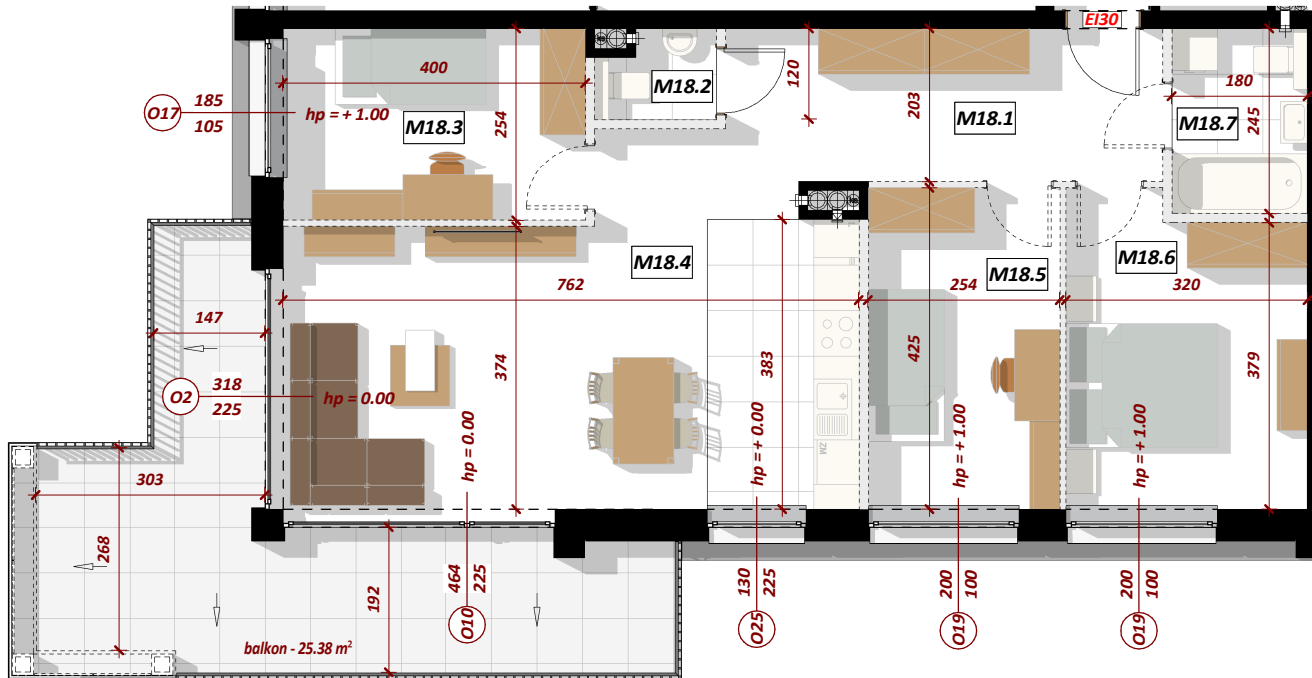 EI30
400
M18.2
120
203
M18.1
180
M18.7
245
O17
185
105
hp = + 1.00
M18.3
254
M18.4
M18.5
M18.6
762
254
320
147
374
383
425
379
O2
318
225
hp = 0.00
hp = 0.00
hp = + 0.00
hp = + 1.00
hp = + 1.00
ZM
303
268
192
464
225
O10
130
225
O25
200
100
O19
200
100
O19
balkon - 25.38 m²